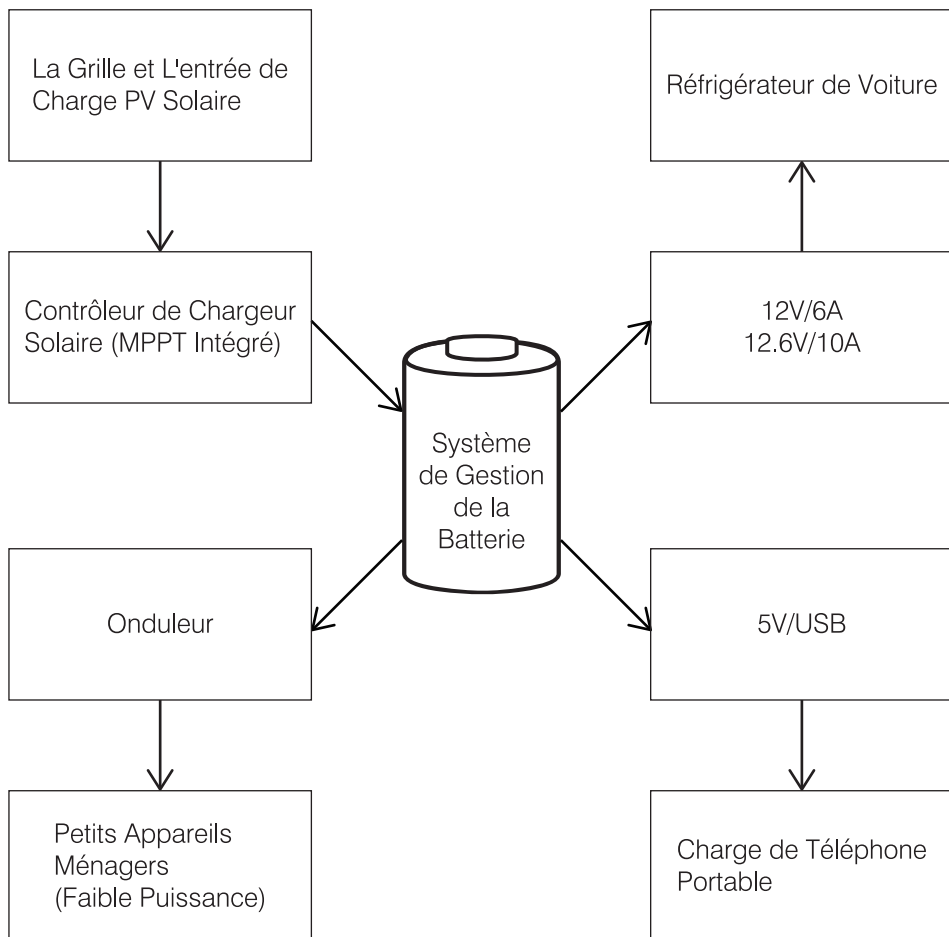 La Grille et L'entrée de
Charge PV Solaire
Réfrigérateur de Voiture
Contrôleur de Chargeur
Solaire (MPPT Intégré)
12V/6A
12.6V/10A
Système
de Gestion
de la
Batterie
Onduleur
5V/USB
Petits Appareils
Ménagers
(Faible Puissance)
Charge de Téléphone
Portable